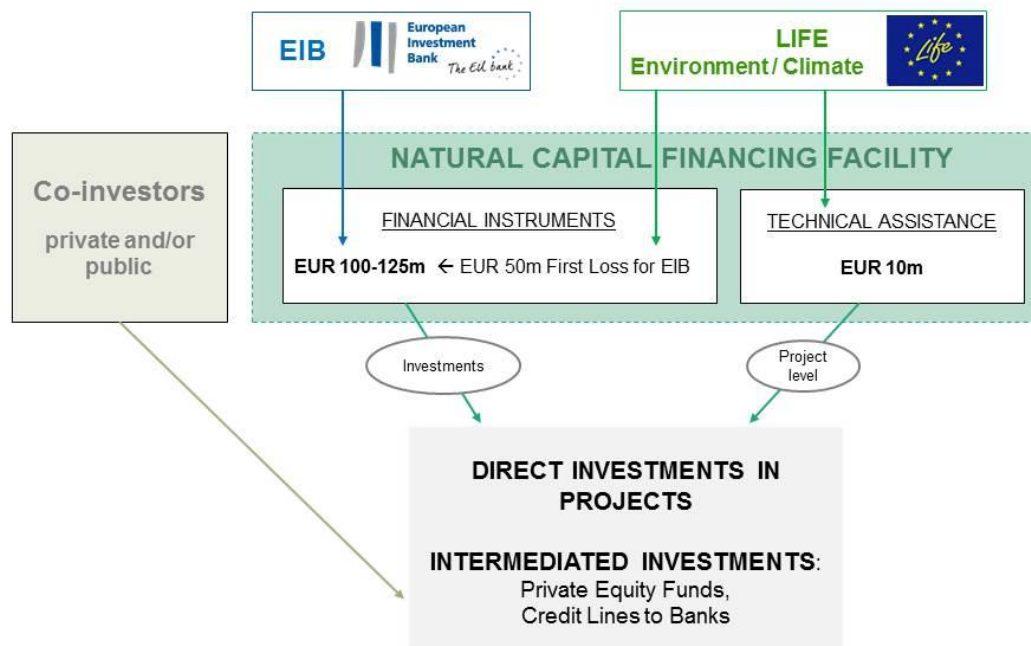 EIB
European
Investment
Bank
The EIB bank
LIFE
Environment / Climate
Life
Co-investors
private and/or
public
NATURAL CAPITAL FINANCING FACILITY
FINANCIAL INSTRUMENTS
EUR 100-125m ← EUR 50m First Loss for EIB
TECHNICAL ASSISTANCE
EUR 10m
Investments
Project
level
DIRECT INVESTMENTS IN
PROJECTS
INTERMEDIATED INVESTMENTS:
Private Equity Funds,
Credit Lines to Banks